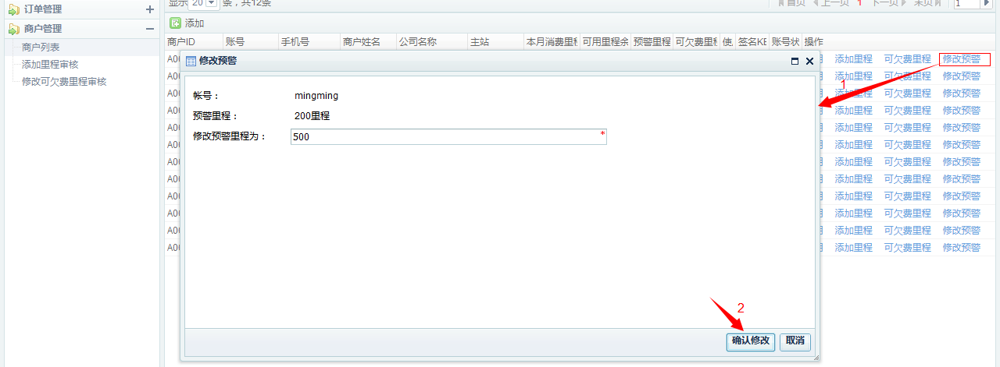 订单管理
商户管理
商户列表
添加里程审核
修改可欠费里程审核
显示 20 条，共12条
首页 上一页 1 下一页 末页 1
添加
商户ID 账号 手机号 商户姓名 公司名称 主站 本月消费里程 可用里程余 预警里程 可欠费里程 使 签名KE 账号状 操作
添加里程 可欠费里程 修改预警
添加里程 可欠费里程 修改预警
添加里程 可欠费里程 修改预警
添加里程 可欠费里程 修改预警
添加里程 可欠费里程 修改预警
添加里程 可欠费里程 修改预警
添加里程 可欠费里程 修改预警
添加里程 可欠费里程 修改预警
添加里程 可欠费里程 修改预警
添加里程 可欠费里程 修改预警
添加里程 可欠费里程 修改预警
添加里程 可欠费里程 修改预警
修改预警
帐号： mingming
预警里程： 200里程
修改预警里程为： 500 *
1
2
确认修改 取消